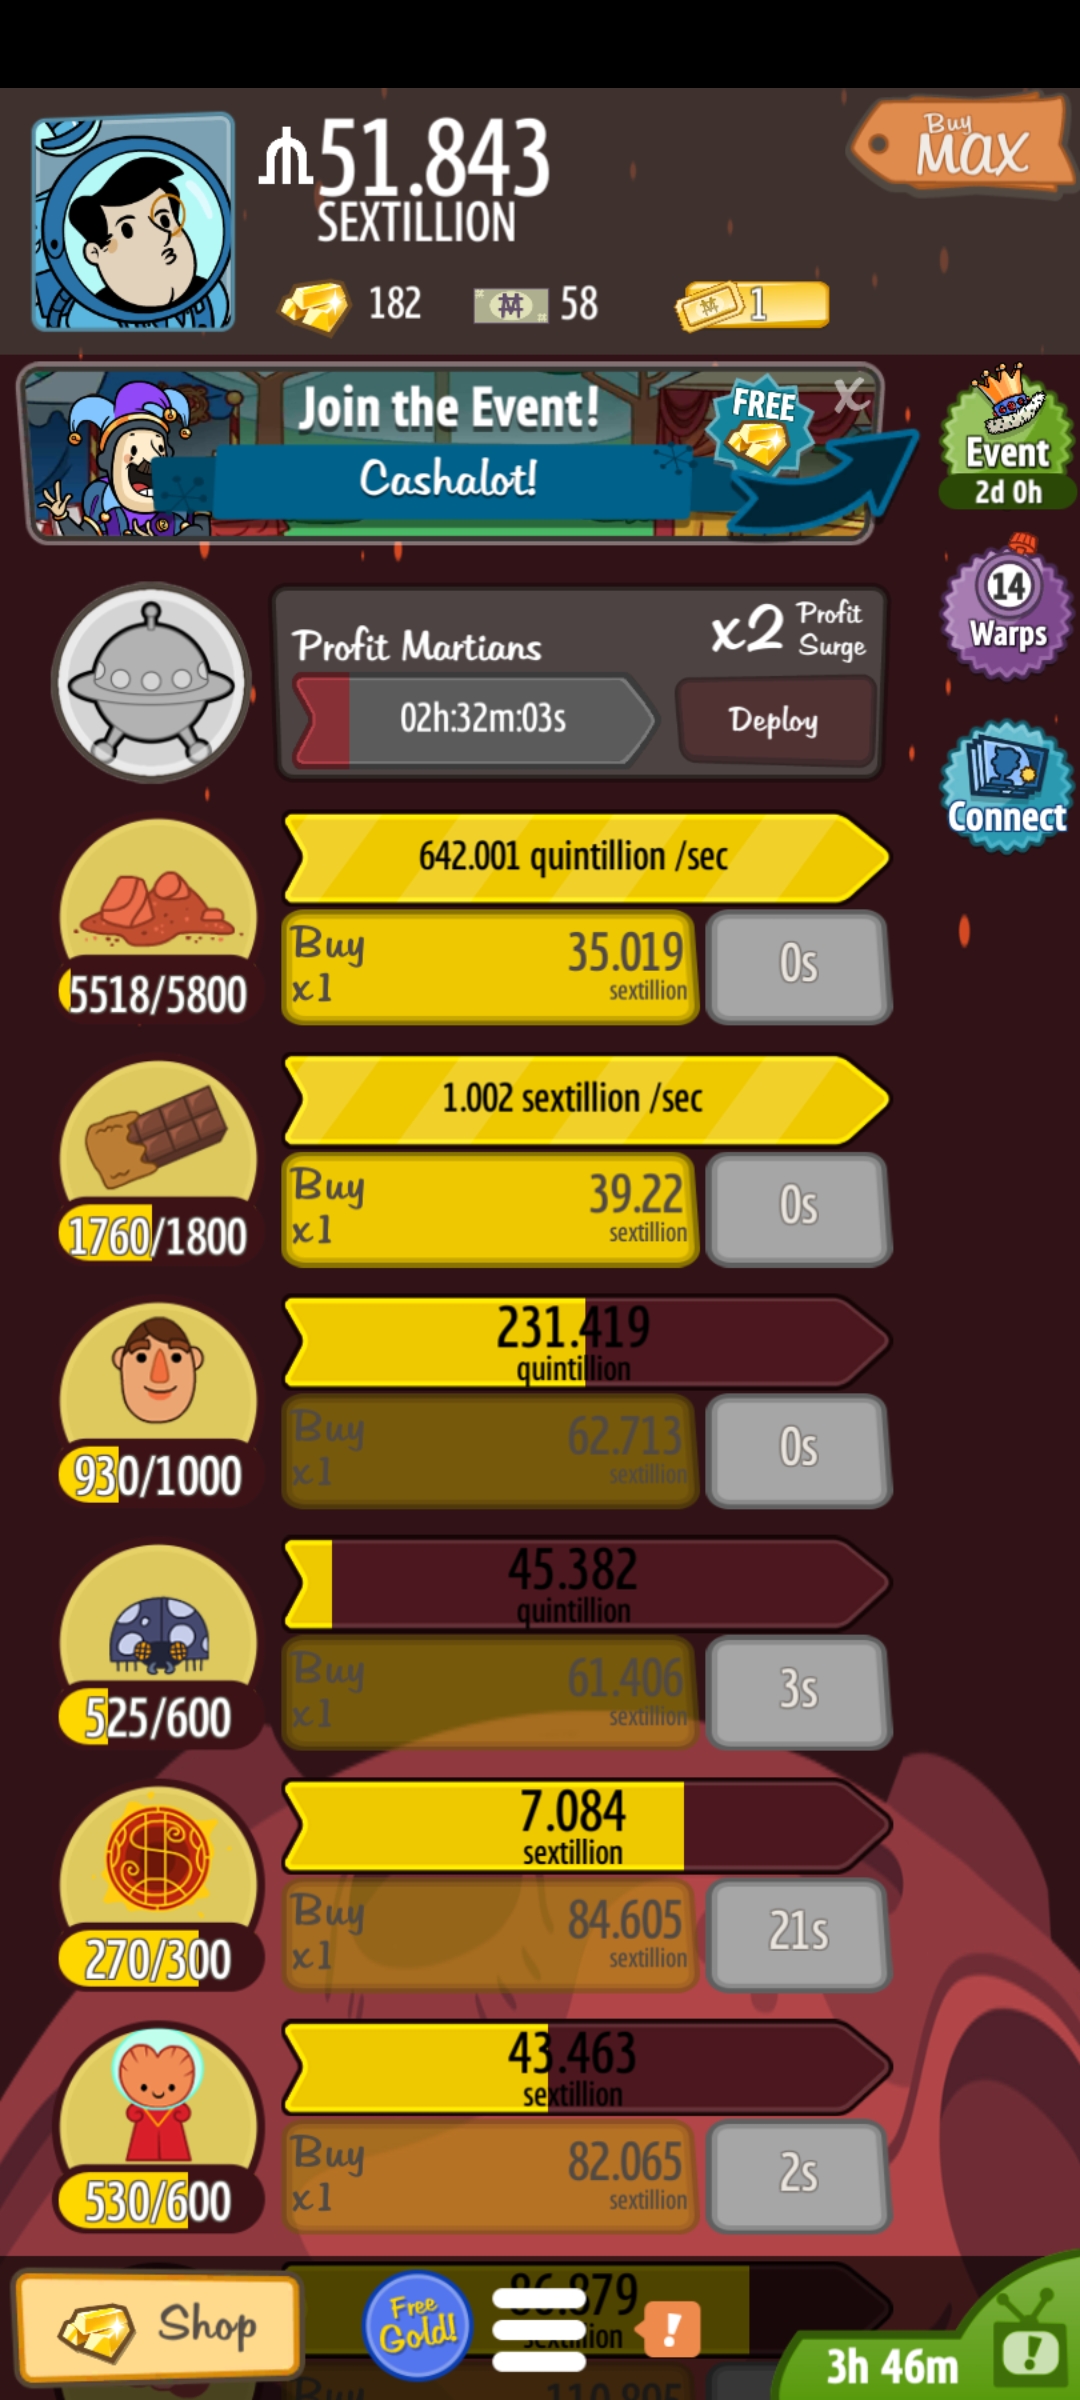 51.843
SEXTILLION
Buy
MAX
182
58
1
Join the Event!
FREE
X
Cashalot!
Event
2d 0h
14
Warps
Connect
Profit Martians
x2 Profit
Surge
02h:32m:03s
Deploy
642.001 quintillion /sec
Buy
x1
35.019
sextillion
0s
5518/5800
1.002 sextillion /sec
Buy
x1
39.22
sextillion
0s
1760/1800
231.419
quintillion
Buy
x1
62.713
sextillion
0s
930/1000
45.382
quintillion
Buy
x1
61.406
sextillion
3s
525/600
7.084
sextillion
Buy
x1
84.605
sextillion
21s
270/300
43.463
sextillion
Buy
x1
82.065
sextillion
2s
530/600
Shop
Free
Gold!
!
3h 46m
!
Buy